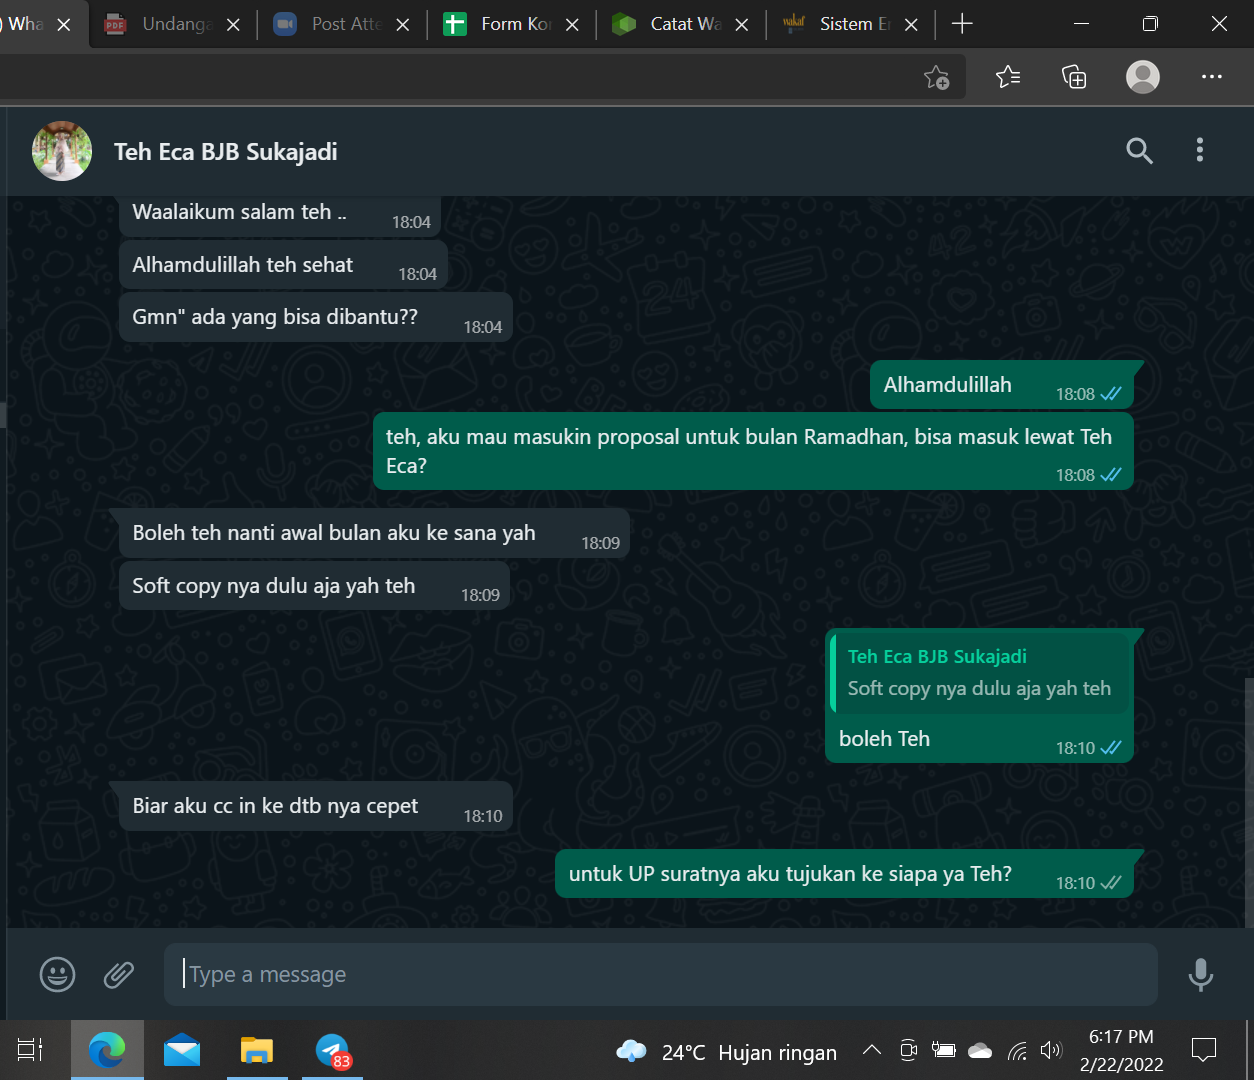 ) Wha
Undanga
Post Atte
Form Ko
Catat Wa
wakaf
Sistem E
Teh Eca BJB Sukajadi
Waalaikum salam teh ..
18:04
Alhamdulillah teh sehat
18:04
Gmn" ada yang bisa dibantu??
18:04
Alhamdulillah
18:08
teh, aku mau masukin proposal untuk bulan Ramadhan, bisa masuk lewat Teh
Eca?
18:08
Boleh teh nanti awal bulan aku ke sana yah
18:09
Soft copy nya dulu aja yah teh
18:09
Teh Eca BJB Sukajadi
Soft copy nya dulu aja yah teh
boleh Teh
18:10
Biar aku cc in ke dtb nya cepet
18:10
untuk UP suratnya aku tujukan ke siapa ya Teh?
18:10
Type a message
83
24°C Hujan ringan
6:17 PM
2/22/2022